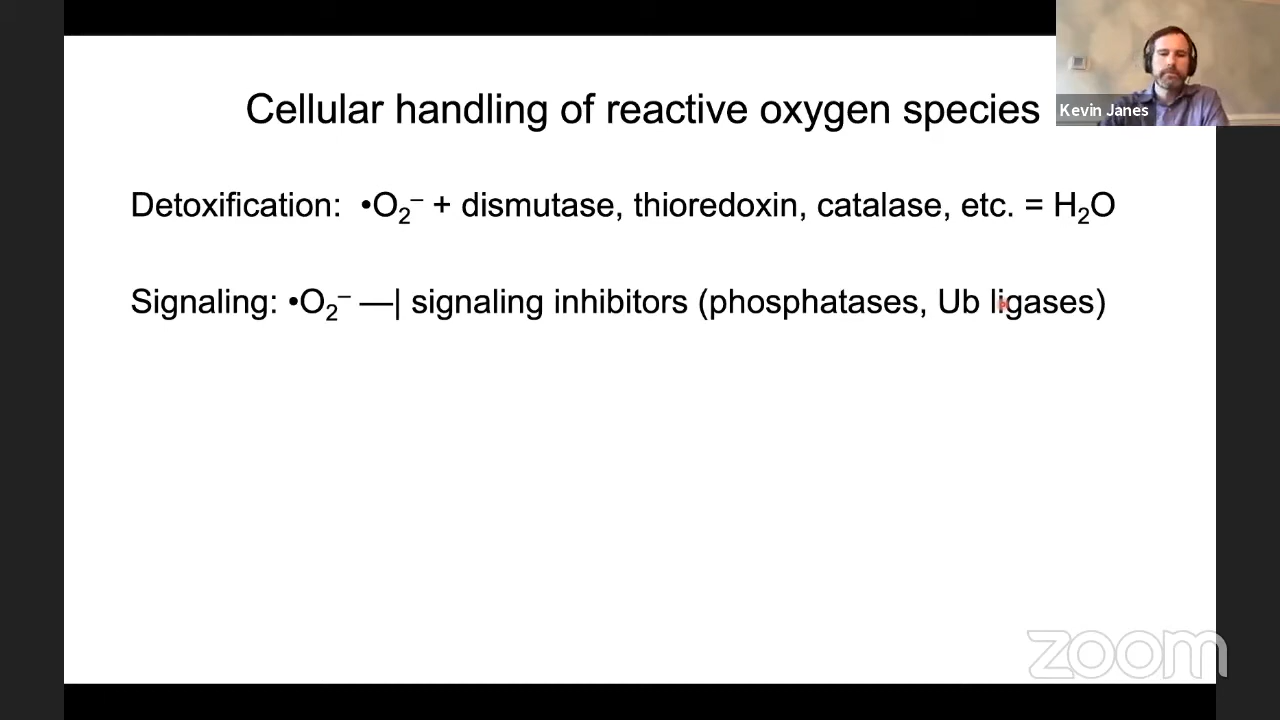 Cellular handling of reactive oxygen species
Kevin Janes
Detoxification: •O₂⁻ + dismutase, thioredoxin, catalase, etc. = H₂O
Signaling: •O₂⁻ —| signaling inhibitors (phosphatases, Ub ligases)
zoom